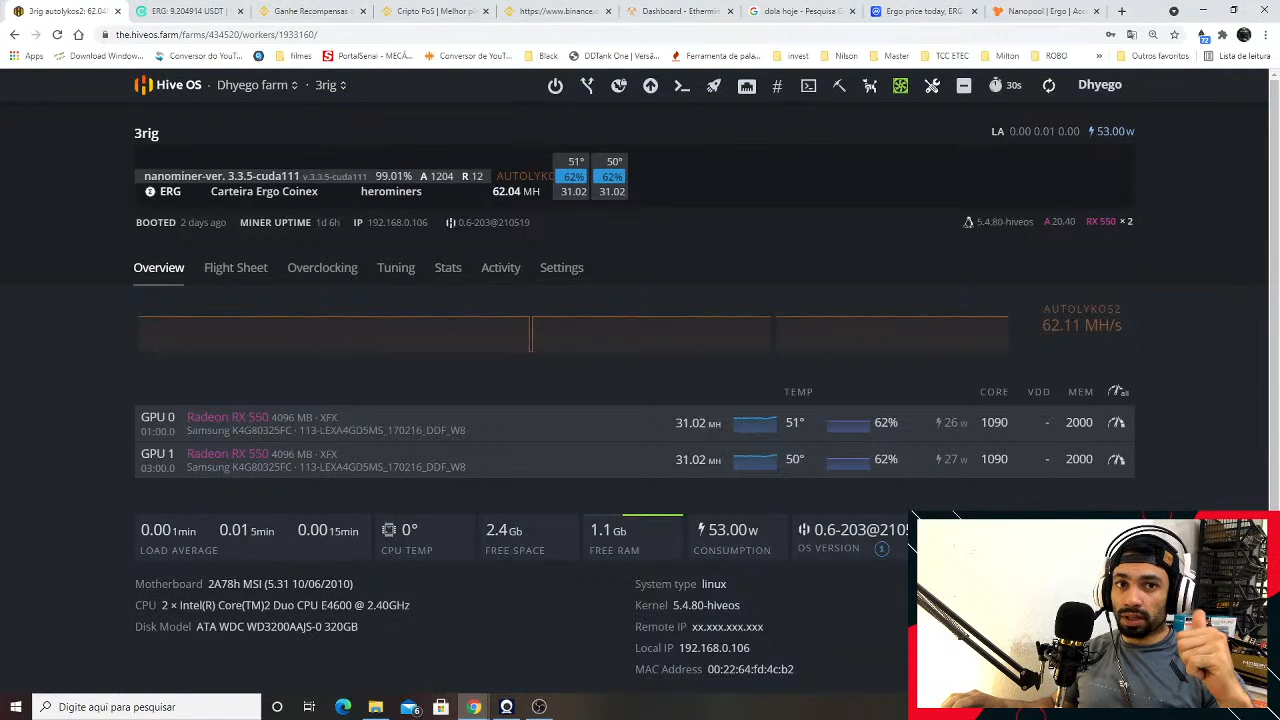 3rig autolykos2: 62.04
ERG: 9.204914 USDT |
Ganhe Recompensas e
Cripto PoS | Melhor pl
https://www.binance.c
Dashboard - Ethermin
dola hoje - Pesquisa G
Ergo price today, ERG
Nanopool | Ergo | Acc
the.hiveos.farm/farms/434520/workers/1933160/
72
Apps
Download Window...
filmes
PortalSenai - MECÂ...
Conversor de YouTub...
Black
DDTank One | Versã...
Ferramenta de pala...
invest
Nilson
Master
TCC ETEC
Milton
ROBO
»
Outros favoritos
Lista de leitura
Hive OS
Dhyego farm
3rig
30s
Dhyego
3rig
LA 0.00 0.01 0.00
53.00 W
51° 50°
nanominer-ver. 3.3.5-cuda111 v.3.3.5-cuda111 99.01% A 1204 R 12 AUTOLYKO 62% 62%
ERG Carteira Ergo Coinex herominers 62.04 MH 31.02 31.02
BOOTED 2 days ago MINER UPTIME 1d 6h IP 192.168.0.106 0.6-203@210519
5.4.80-hiveos A 20.40 RX 550 × 2
Overview Flight Sheet Overclocking Tuning Stats Activity Settings
AUTOLYKOS2
62.11 MH/s
TEMP CORE VDD MEM all
GPU 0 Radeon RX 550 4096 MB · XFX
31.02 MH 51° 62% 26 W 1090 - 2000
01:00.0 Samsung K4G80325FC · 113-LEXA4GD5MS_170216_DDF_W8
GPU 1 Radeon RX 550 4096 MB · XFX
31.02 MH 50° 62% 27 W 1090 - 2000
03:00.0 Samsung K4G80325FC · 113-LEXA4GD5MS_170216_DDF_W8
0.00 1min 0.01 5min 0.00 15min
LOAD AVERAGE
0°
CPU TEMP
2.4 Gb
FREE SPACE
1.1 Gb
FREE RAM
53.00 W
CONSUMPTION
0.6-203@2105
OS VERSION 1
Motherboard 2A78h MSI (5.31 10/06/2010)
CPU 2 × Intel(R) Core(TM)2 Duo CPU E4600 @ 2.40GHz
Disk Model ATA WDC WD3200AAJS-0 320GB
System type linux
Kernel 5.4.80-hiveos
Remote IP xx.xxx.xxx.xxx
Local IP 192.168.0.106
MAC Address 00:22:64:fd:4c:b2
Digite aqui para pesquisar
6